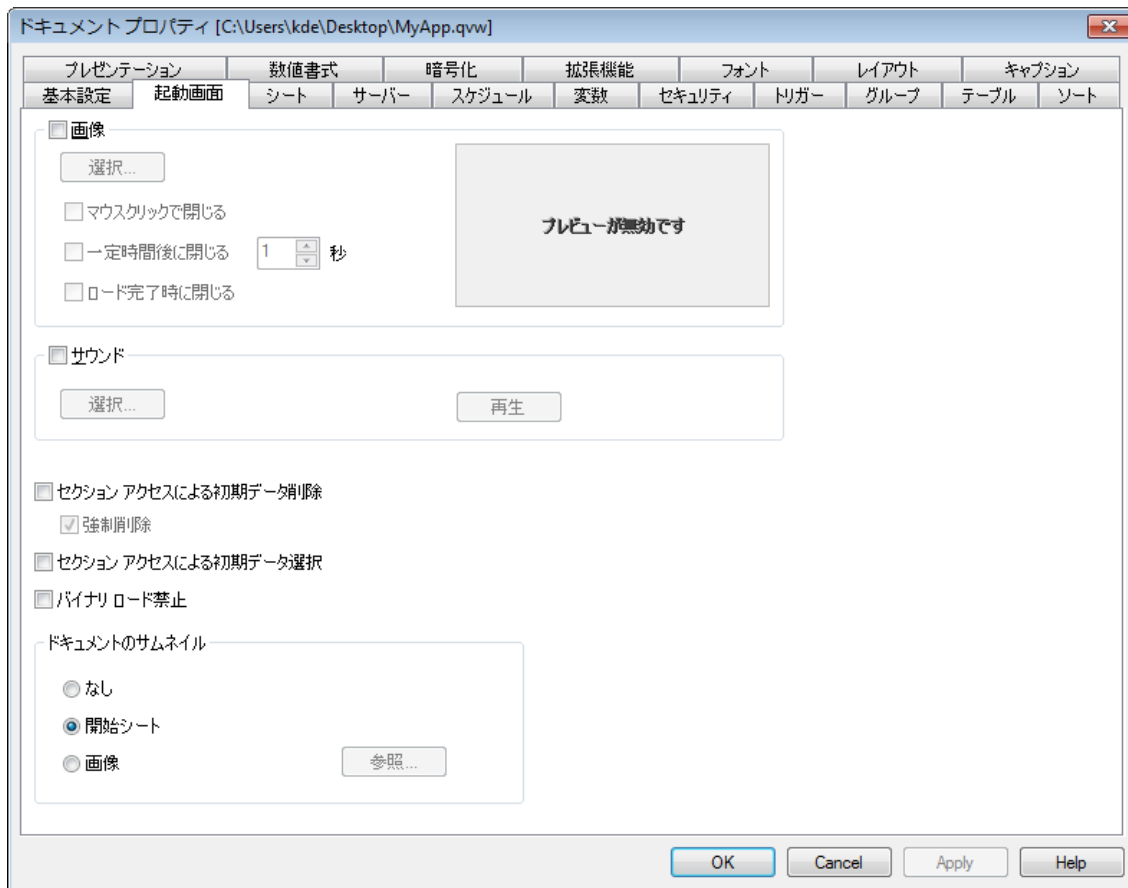 ドキュメント プロパティ [C:\Users\kde\Desktop\MyApp.qvw]
プレゼンテーション 数値書式 暗号化 拡張機能 フォント レイアウト キャプション
基本設定 起動画面 シート サーバー スケジュール 変数 セキュリティ トリガー グループ テーブル ソート
画像
選択...
マウスクリックで閉じる
一定時間後に閉じる 1 秒
ロード完了時に閉じる
プレビューが無効です
サウンド
選択... 再生
セクション アクセスによる初期データ削除
強制削除
セクション アクセスによる初期データ選択
バイナリ ロード禁止
ドキュメントのサムネイル
なし
開始シート
画像 参照...
OK Cancel Apply Help